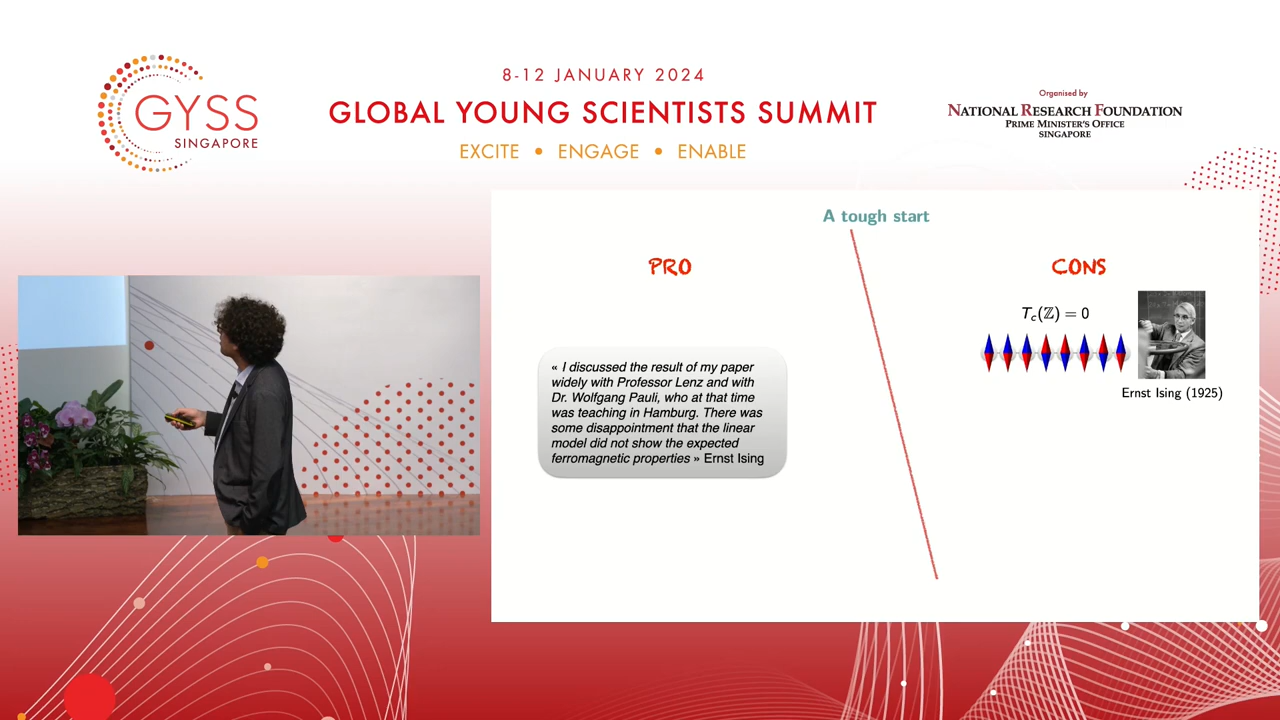 GYSS
SINGAPORE
8-12 JANUARY 2024
GLOBAL YOUNG SCIENTISTS SUMMIT
EXCITE • ENGAGE • ENABLE
Organised by
NATIONAL RESEARCH FOUNDATION
PRIME MINISTER'S OFFICE
SINGAPORE
A tough start
PRO
« I discussed the result of my paper
widely with Professor Lenz and with
Dr. Wolfgang Pauli, who at that time
was teaching in Hamburg. There was
some disappointment that the linear
model did not show the expected
ferromagnetic properties » Ernst Ising
CONS
Tc(ℤ) = 0
Ernst Ising (1925)